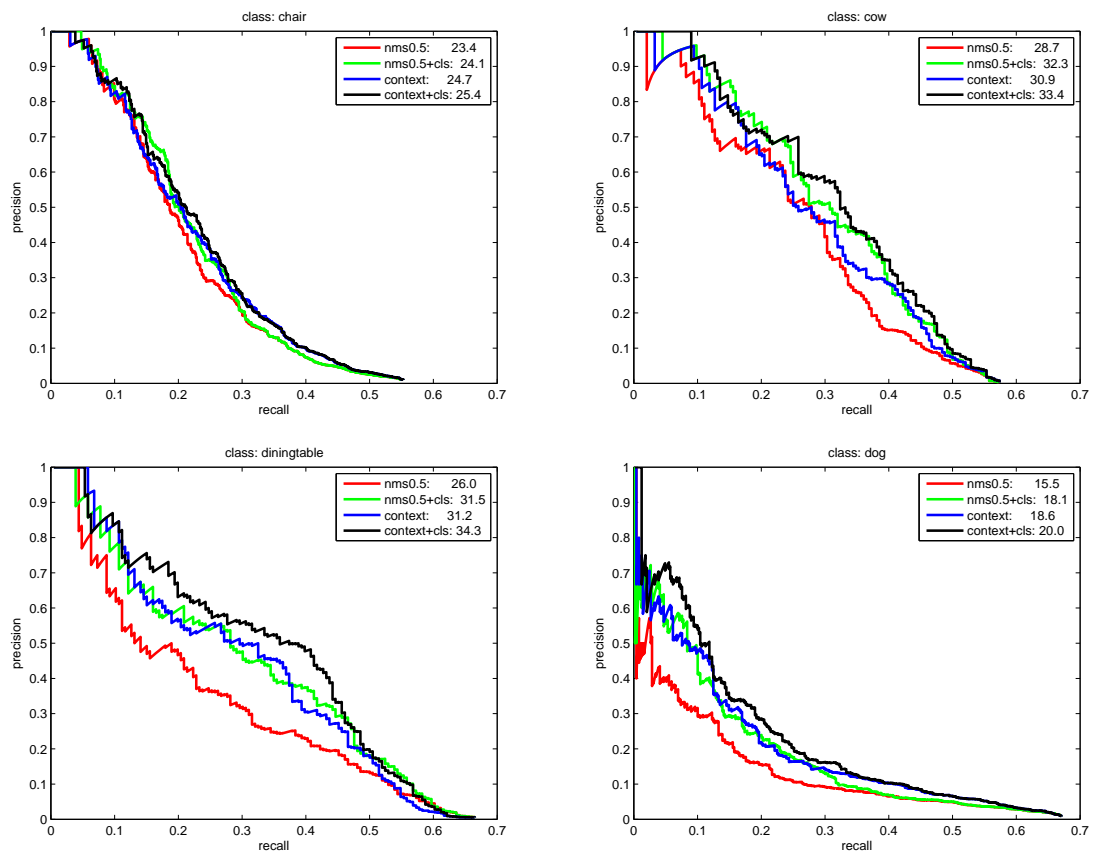 class: chair
1
0.9
0.8
0.7
0.6
0.5
0.4
0.3
0.2
0.1
0
precision
nms0.5: 23.4
nms0.5+cls: 24.1
context: 24.7
context+cls: 25.4
0 0.1 0.2 0.3 0.4 0.5 0.6 0.7
recall
class: cow
1
0.9
0.8
0.7
0.6
0.5
0.4
0.3
0.2
0.1
0
precision
nms0.5: 28.7
nms0.5+cls: 32.3
context: 30.9
context+cls: 33.4
0 0.1 0.2 0.3 0.4 0.5 0.6 0.7
recall
class: diningtable
1
0.9
0.8
0.7
0.6
0.5
0.4
0.3
0.2
0.1
0
precision
nms0.5: 26.0
nms0.5+cls: 31.5
context: 31.2
context+cls: 34.3
0 0.1 0.2 0.3 0.4 0.5 0.6 0.7
recall
class: dog
1
0.9
0.8
0.7
0.6
0.5
0.4
0.3
0.2
0.1
0
precision
nms0.5: 15.5
nms0.5+cls: 18.1
context: 18.6
context+cls: 20.0
0 0.1 0.2 0.3 0.4 0.5 0.6 0.7
recall